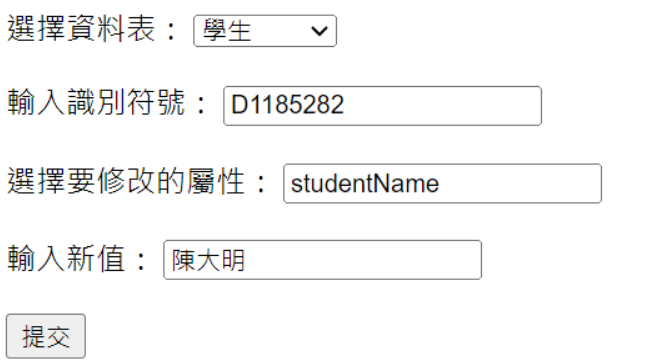 選擇資料表： 學生
輸入識別符號： D1185282
選擇要修改的屬性： studentName
輸入新值： 陳大明
提交